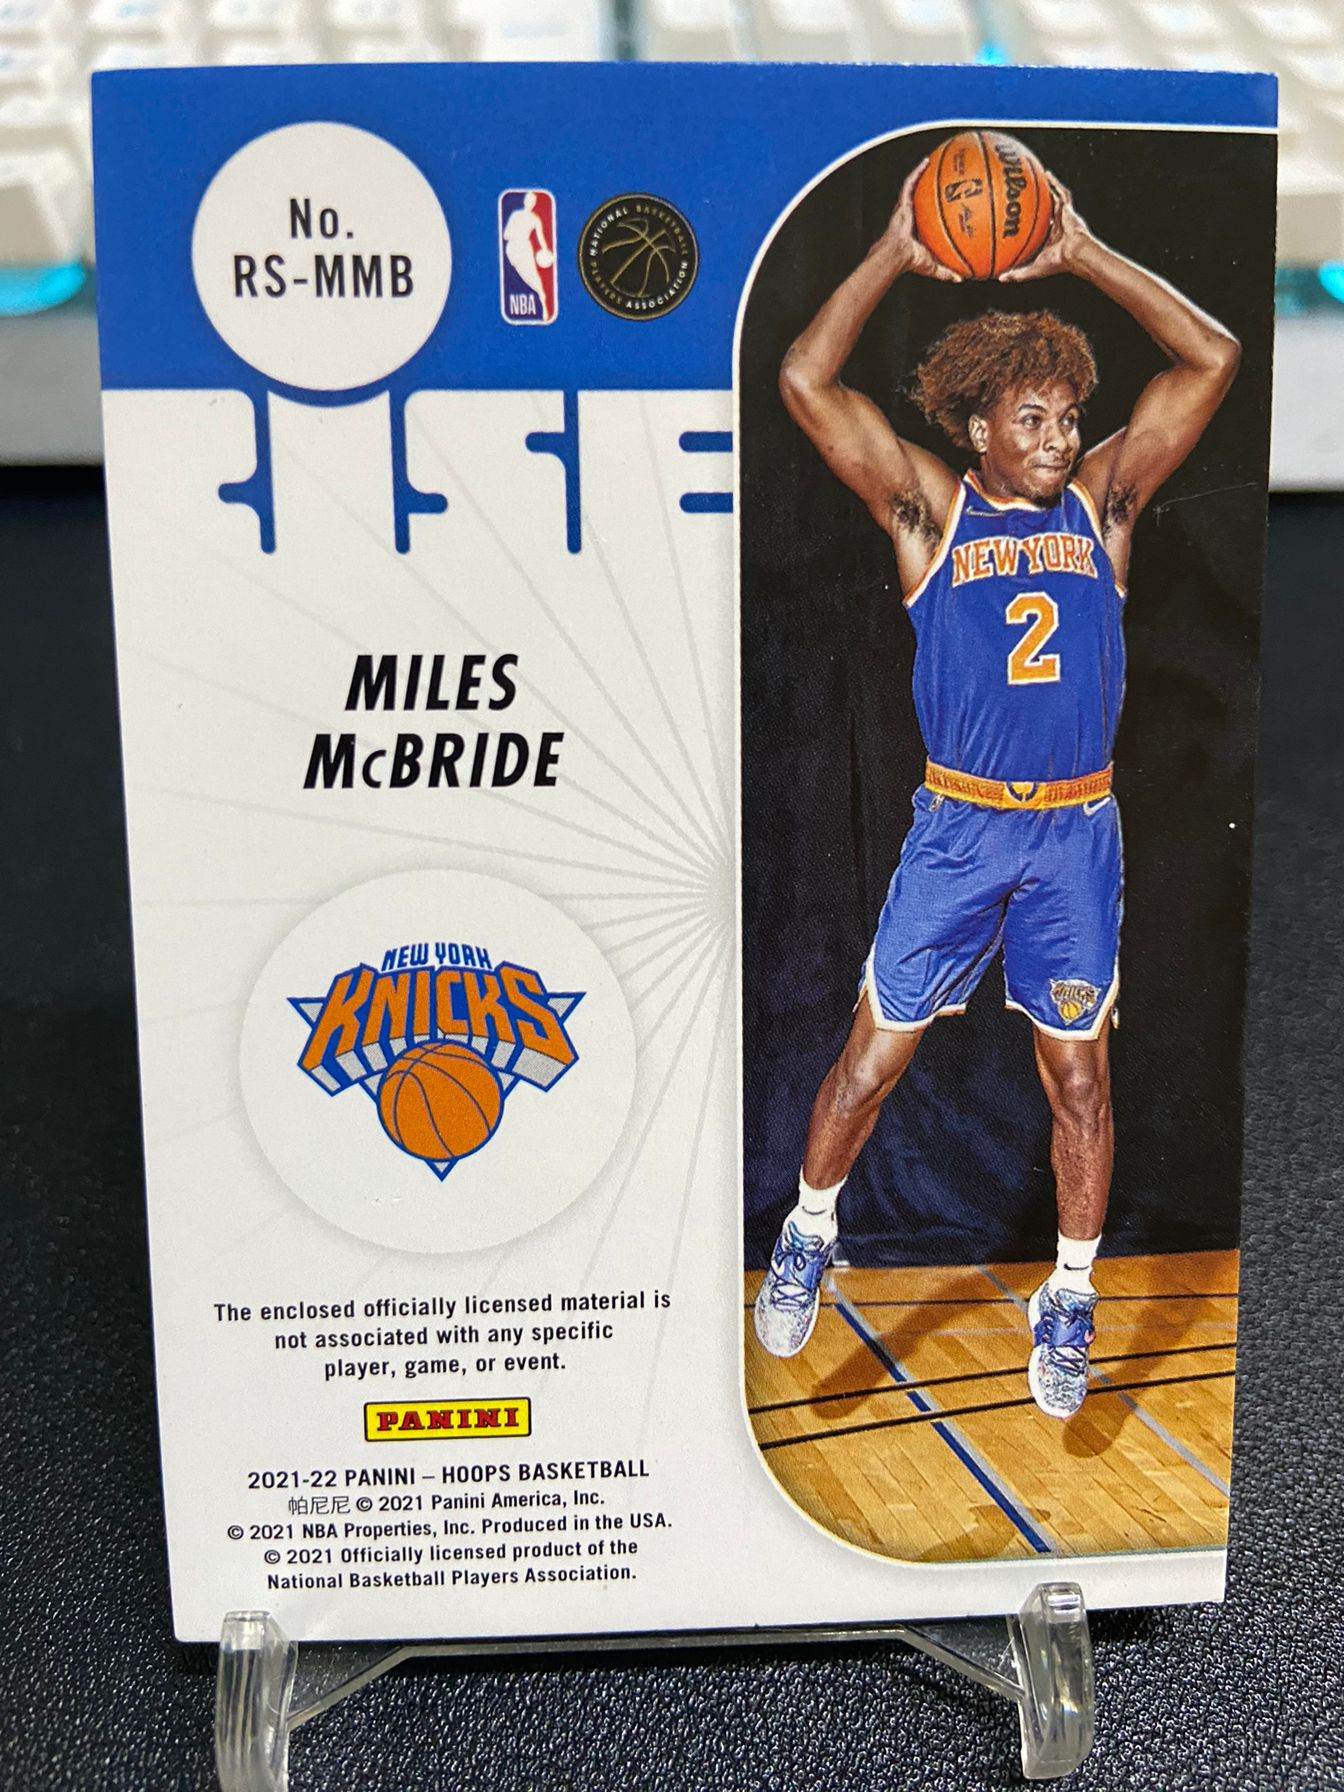 No.
RS-MMB
NBA
NATIONAL BASKETBALL
PLAYERS ASSOCIATION
Wilson
RISE
NEW YORK
2
MILES
McBRIDE
NEW YORK
KNICKS
The enclosed officially licensed material is
not associated with any specific
player, game, or event.
PANINI
2021-22 PANINI – HOOPS BASKETBALL
帕尼尼 © 2021 Panini America, Inc.
© 2021 NBA Properties, Inc. Produced in the USA.
© 2021 Officially licensed product of the
National Basketball Players Association.